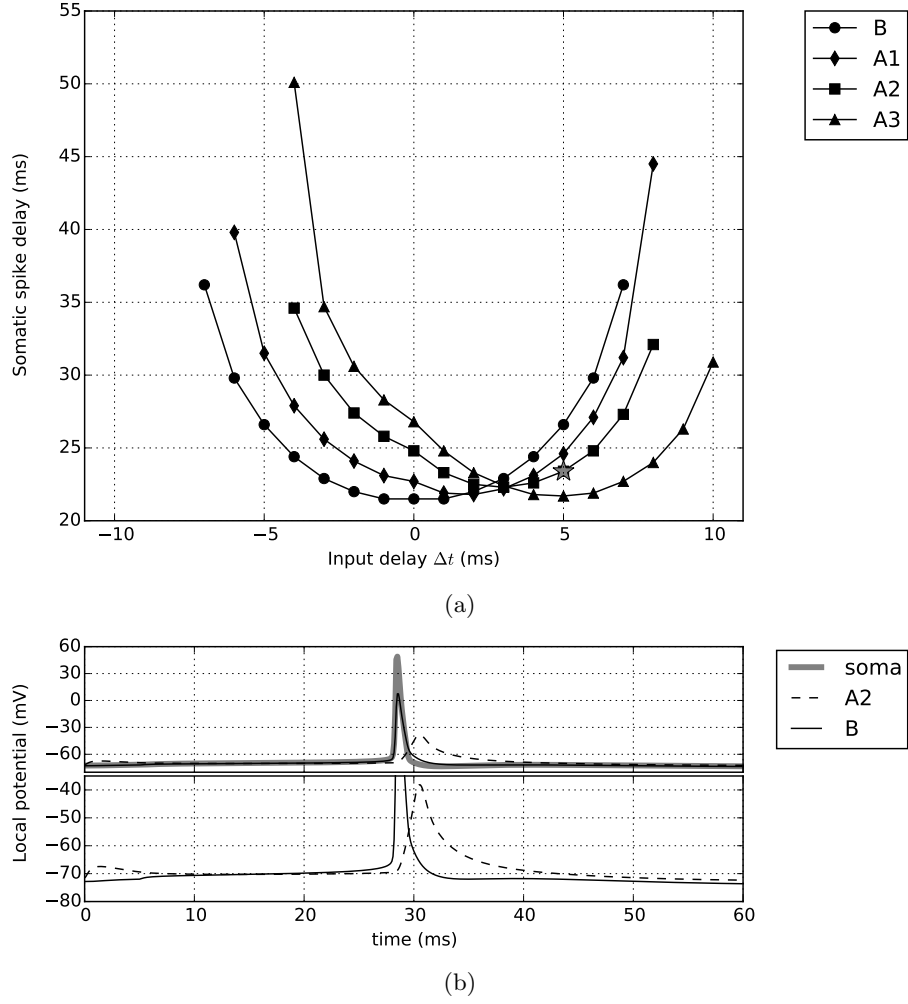 55
50
45
40
35
30
25
20
Somatic spike delay (ms)
−10 −5 0 5 10
Input delay Δt (ms)
B
A1
A2
A3
(a)
60
30
0
−30
−60
−40
−50
−60
−70
−80
Local potential (mV)
0 10 20 30 40 50 60
time (ms)
soma
A2
B
(b)